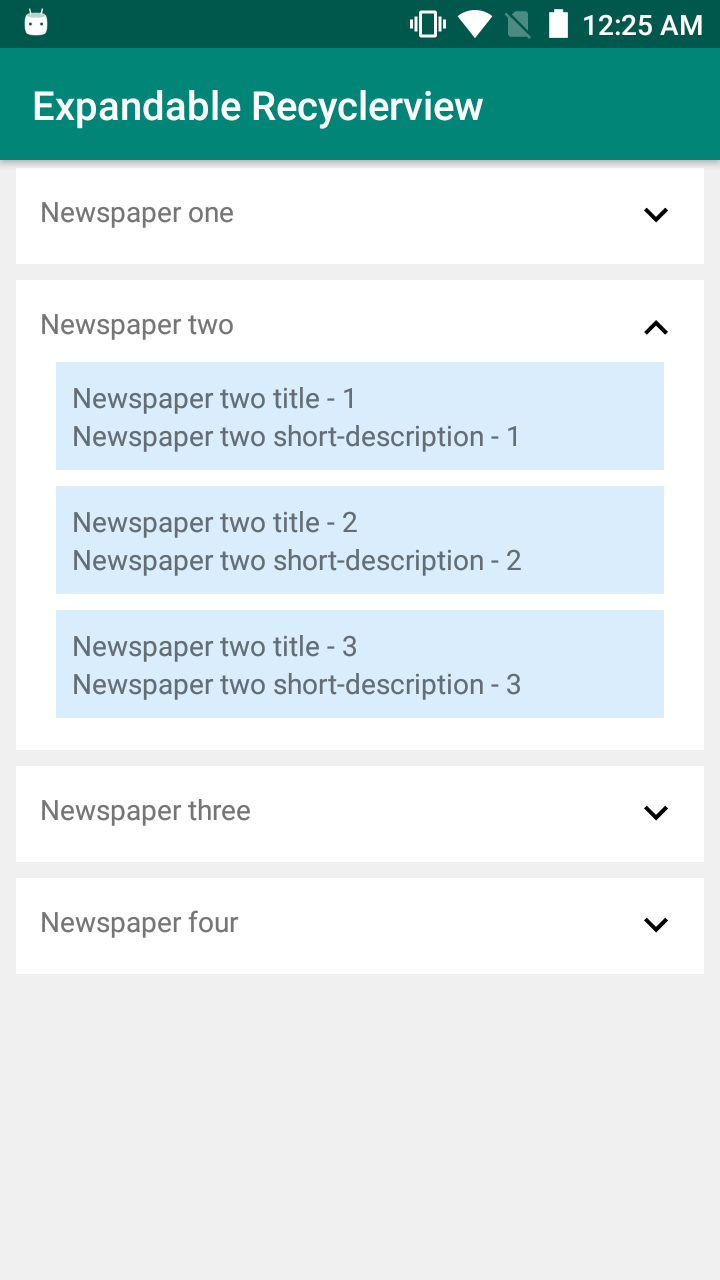 12:25 AM
Expandable Recyclerview
Newspaper one
Newspaper two
Newspaper two title - 1
Newspaper two short-description - 1
Newspaper two title - 2
Newspaper two short-description - 2
Newspaper two title - 3
Newspaper two short-description - 3
Newspaper three
Newspaper four